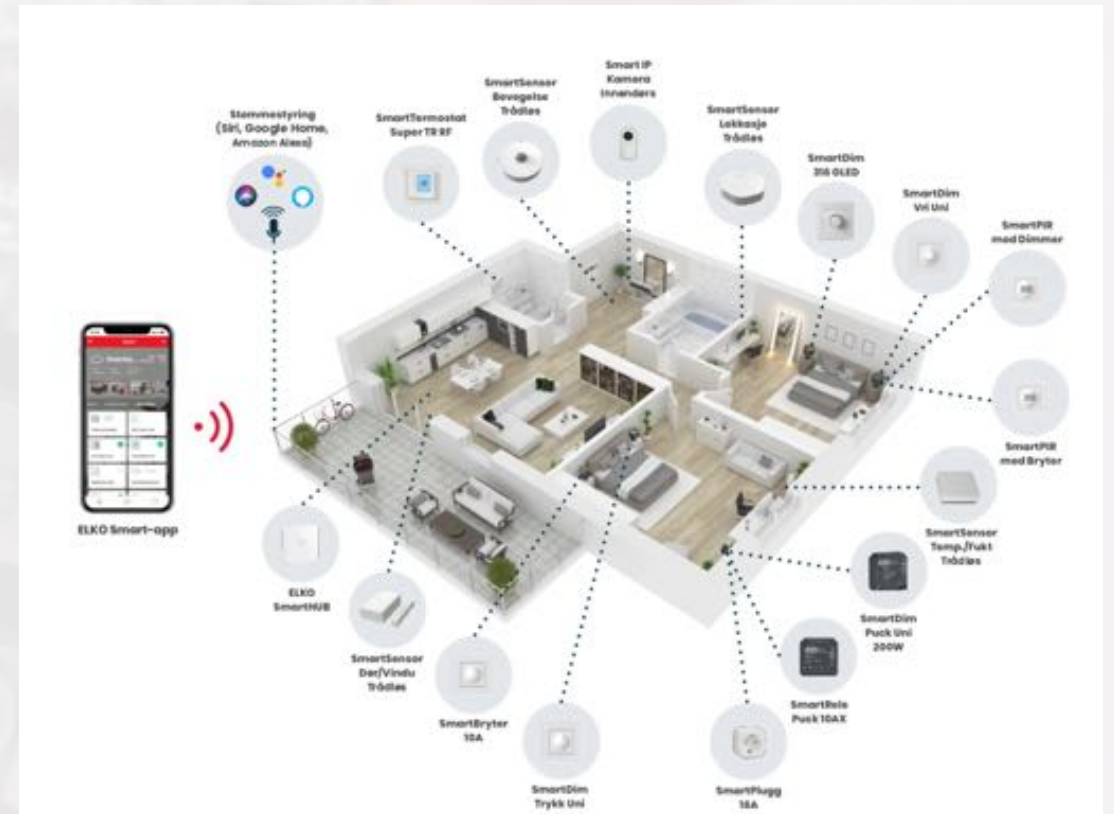 Stemmestyring
(Siri, Google Home,
Amazon Alexa)
SmartTermostat
Super TR RF
SmartSensor
Bevegelse
Trådløs
Smart IP
Kamera
Innendørs
SmartSensor
Lekkasje
Trådløs
SmartDim
316 GLED
SmartDim
Vri Uni
SmartPIR
med Dimmer
SmartPIR
med Bryter
SmartSensor
Temp./Fukt
Trådløs
SmartDim
Puck Uni
200W
SmartRele
Puck 10AX
SmartPlugg
16A
SmartDim
Trykk Uni
SmartBryter
10A
SmartSensor
Dør/Vindu
Trådløs
ELKO
SmartHUB
ELKO Smart-app